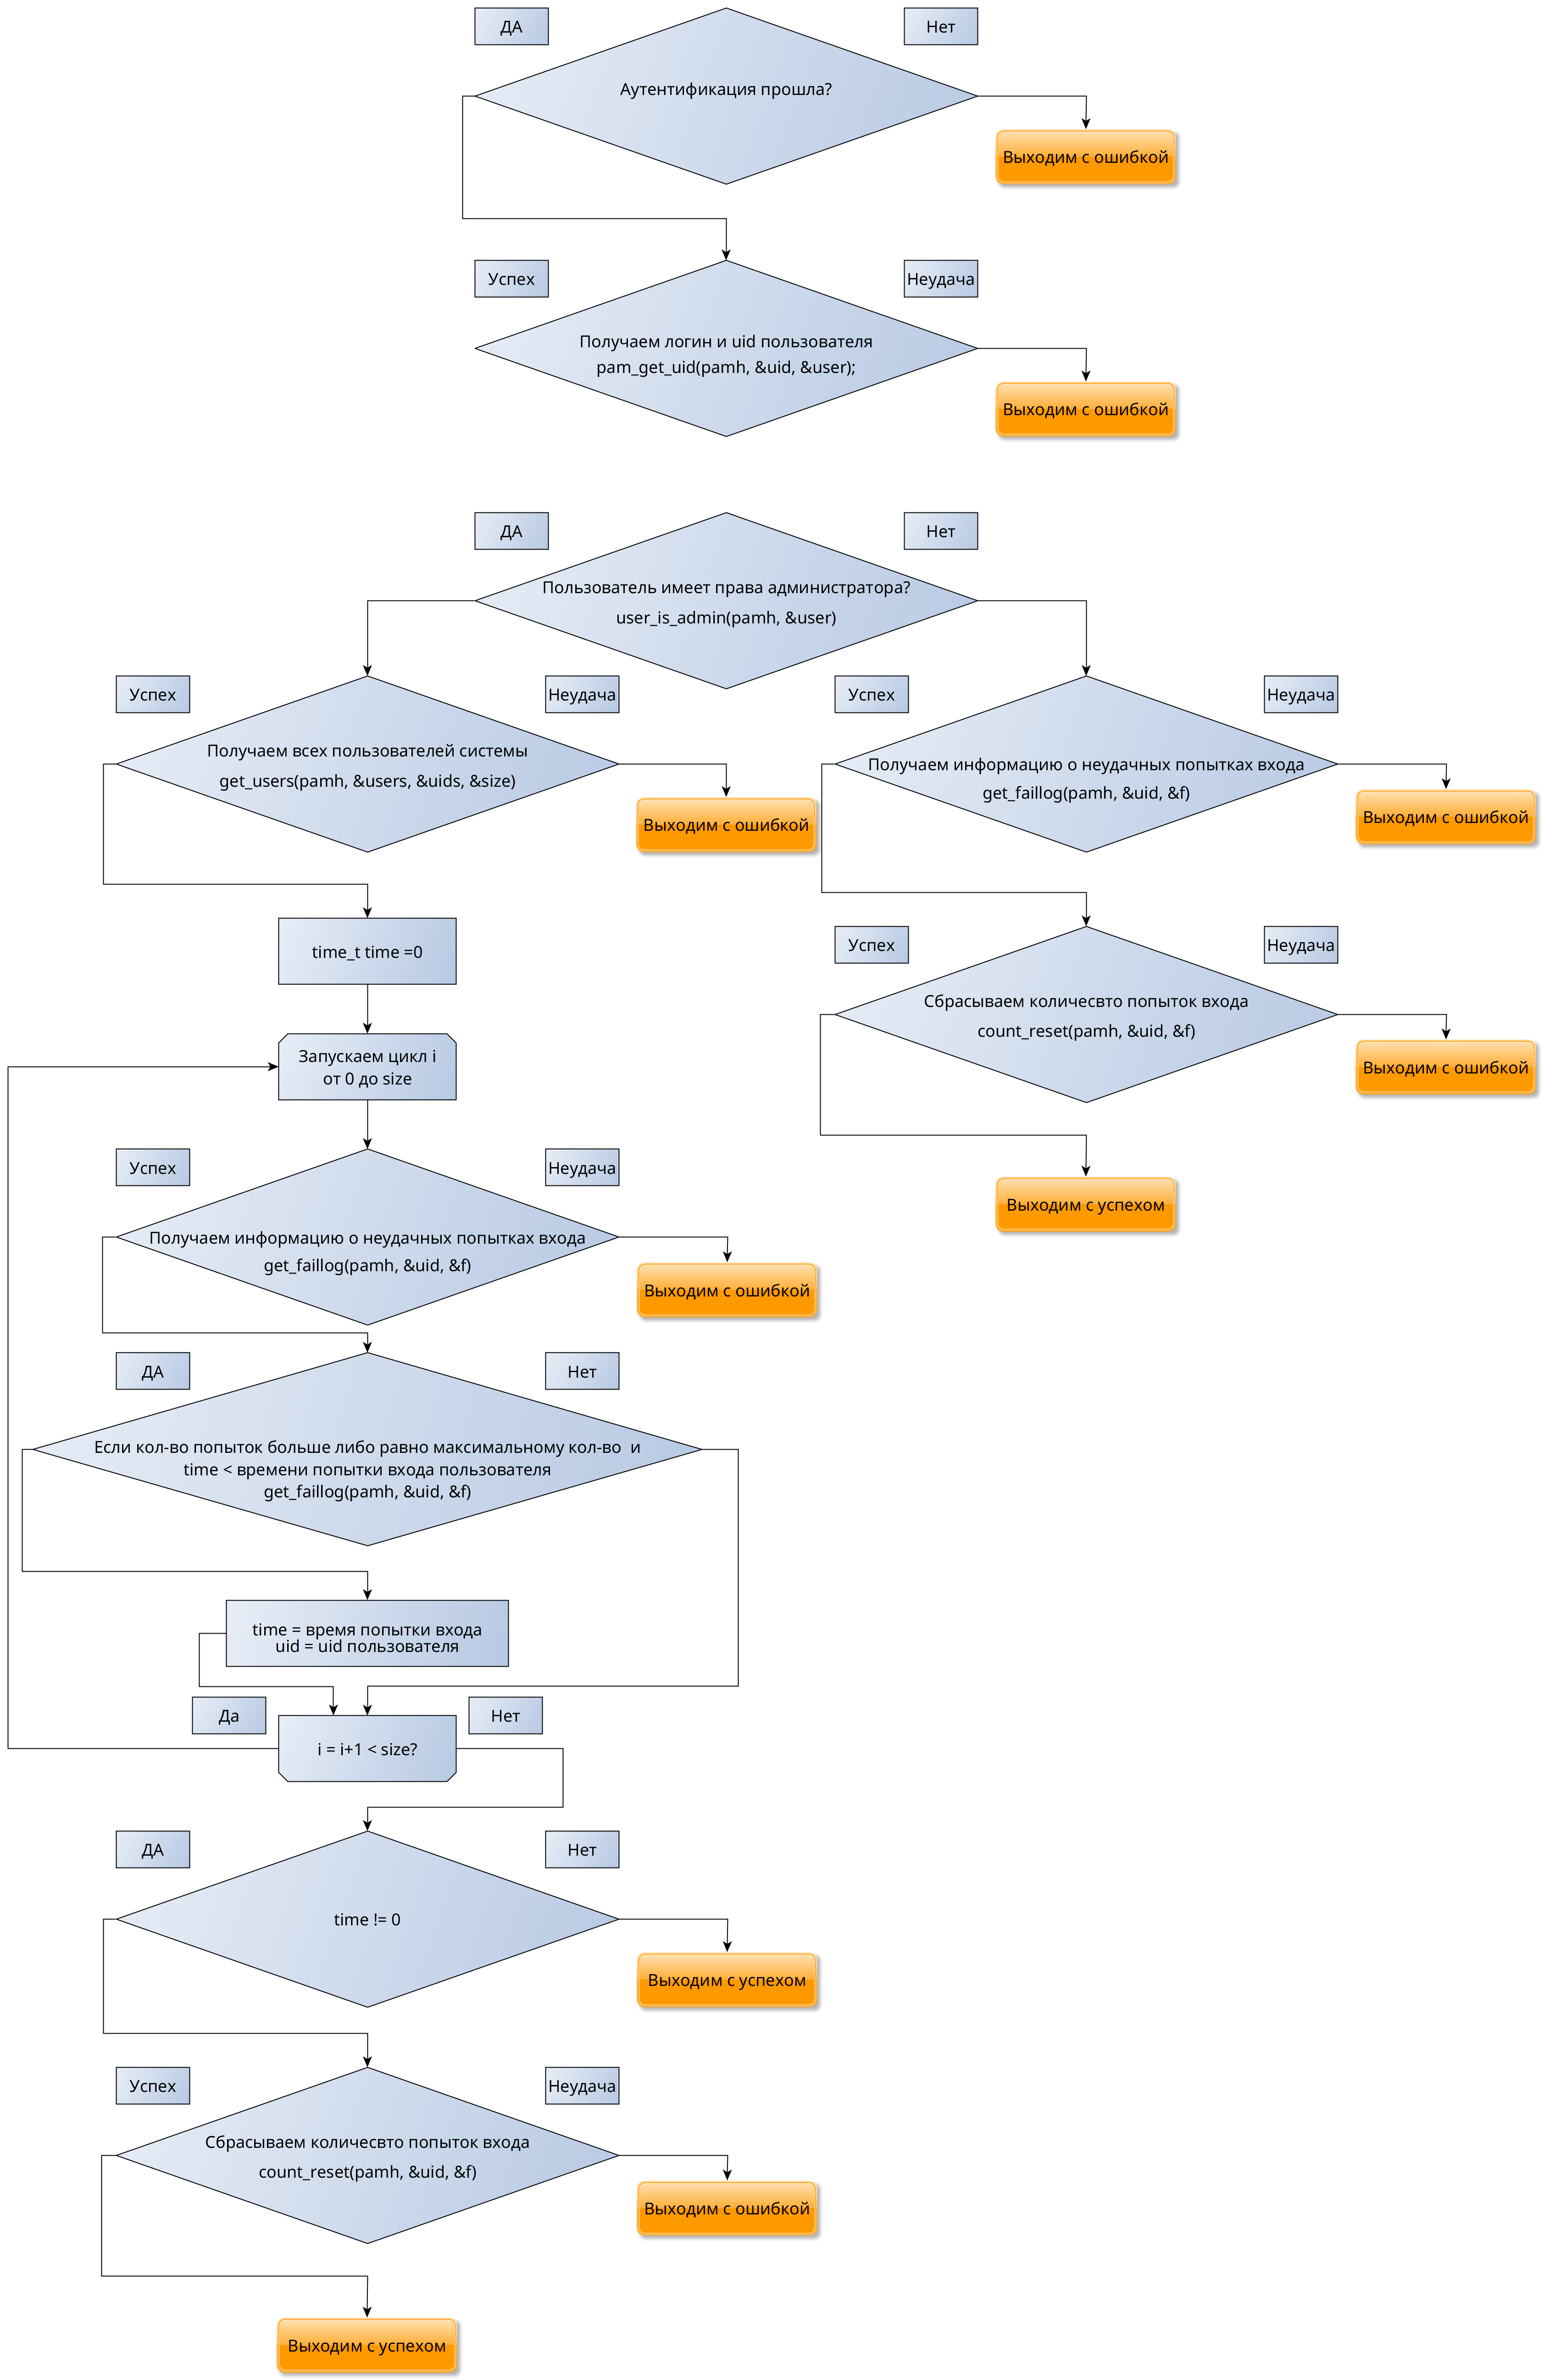 ДА
Нет
Аутентификация прошла?
Выходим с ошибкой
Успех
Неудача
Получаем логин и uid пользователя
pam_get_uid(pamh, &uid, &user);
Выходим с ошибкой
ДА
Нет
Пользователь имеет права администратора?
user_is_admin(pamh, &user)
Успех
Неудача
Успех
Неудача
Получаем всех пользователей системы
get_users(pamh, &users, &uids, &size)
Получаем информацию о неудачных попытках входа
get_faillog(pamh, &uid, &f)
Выходим с ошибкой
Выходим с ошибкой
time_t time =0
Успех
Неудача
Сбрасываем количесвто попыток входа
count_reset(pamh, &uid, &f)
Выходим с ошибкой
Запускаем цикл i
от 0 до size
Успех
Неудача
Выходим с успехом
Получаем информацию о неудачных попытках входа
get_faillog(pamh, &uid, &f)
Выходим с ошибкой
ДА
Нет
Если кол-во попыток больше либо равно максимальному кол-во  и
time < времени попытки входа пользователя
get_faillog(pamh, &uid, &f)
time = время попытки входа
uid = uid пользователя
Да
Нет
i = i+1 < size?
ДА
Нет
time != 0
Выходим с успехом
Успех
Неудача
Сбрасываем количесвто попыток входа
count_reset(pamh, &uid, &f)
Выходим с ошибкой
Выходим с успехом